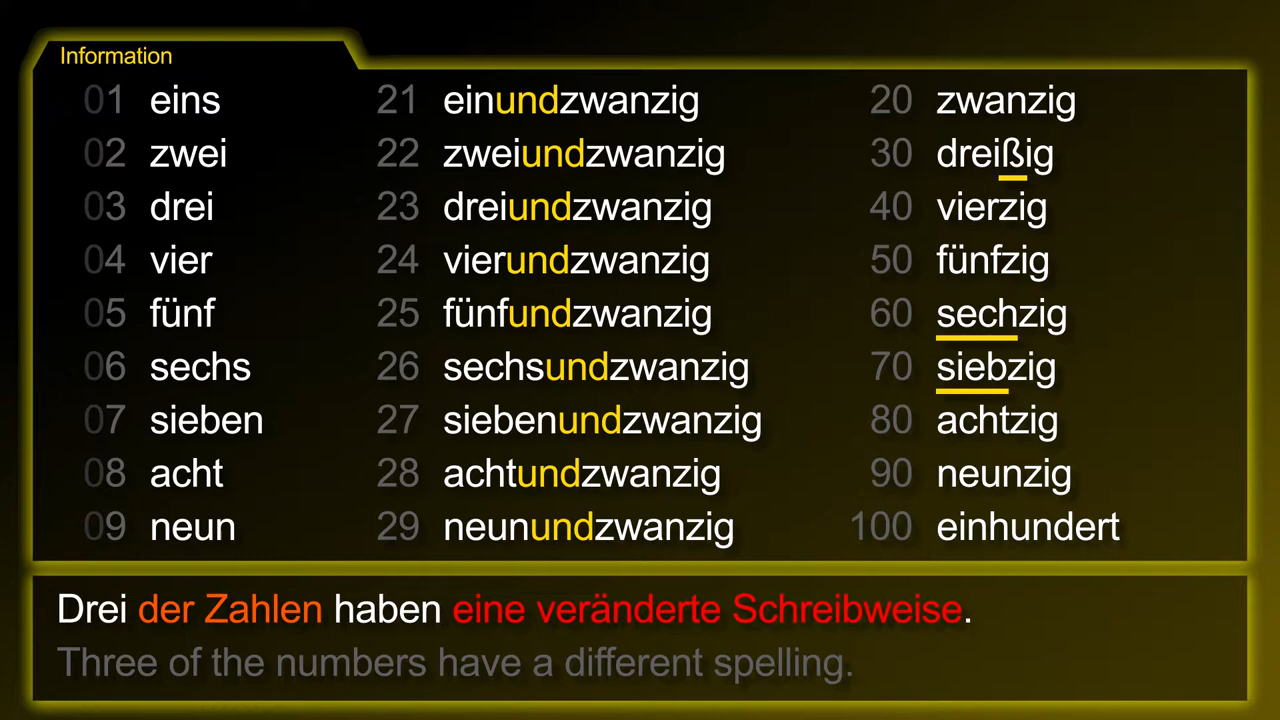 Information
01 eins 21 einundzwanzig 20 zwanzig
02 zwei 22 zweiundzwanzig 30 dreißig
03 drei 23 dreiundzwanzig 40 vierzig
04 vier 24 vierundzwanzig 50 fünfzig
05 fünf 25 fünfundzwanzig 60 sechzig
06 sechs 26 sechsundzwanzig 70 siebzig
07 sieben 27 siebenundzwanzig 80 achtzig
08 acht 28 achtundzwanzig 90 neunzig
09 neun 29 neunundzwanzig 100 einhundert
Drei der Zahlen haben eine veränderte Schreibweise.
Three of the numbers have a different spelling.